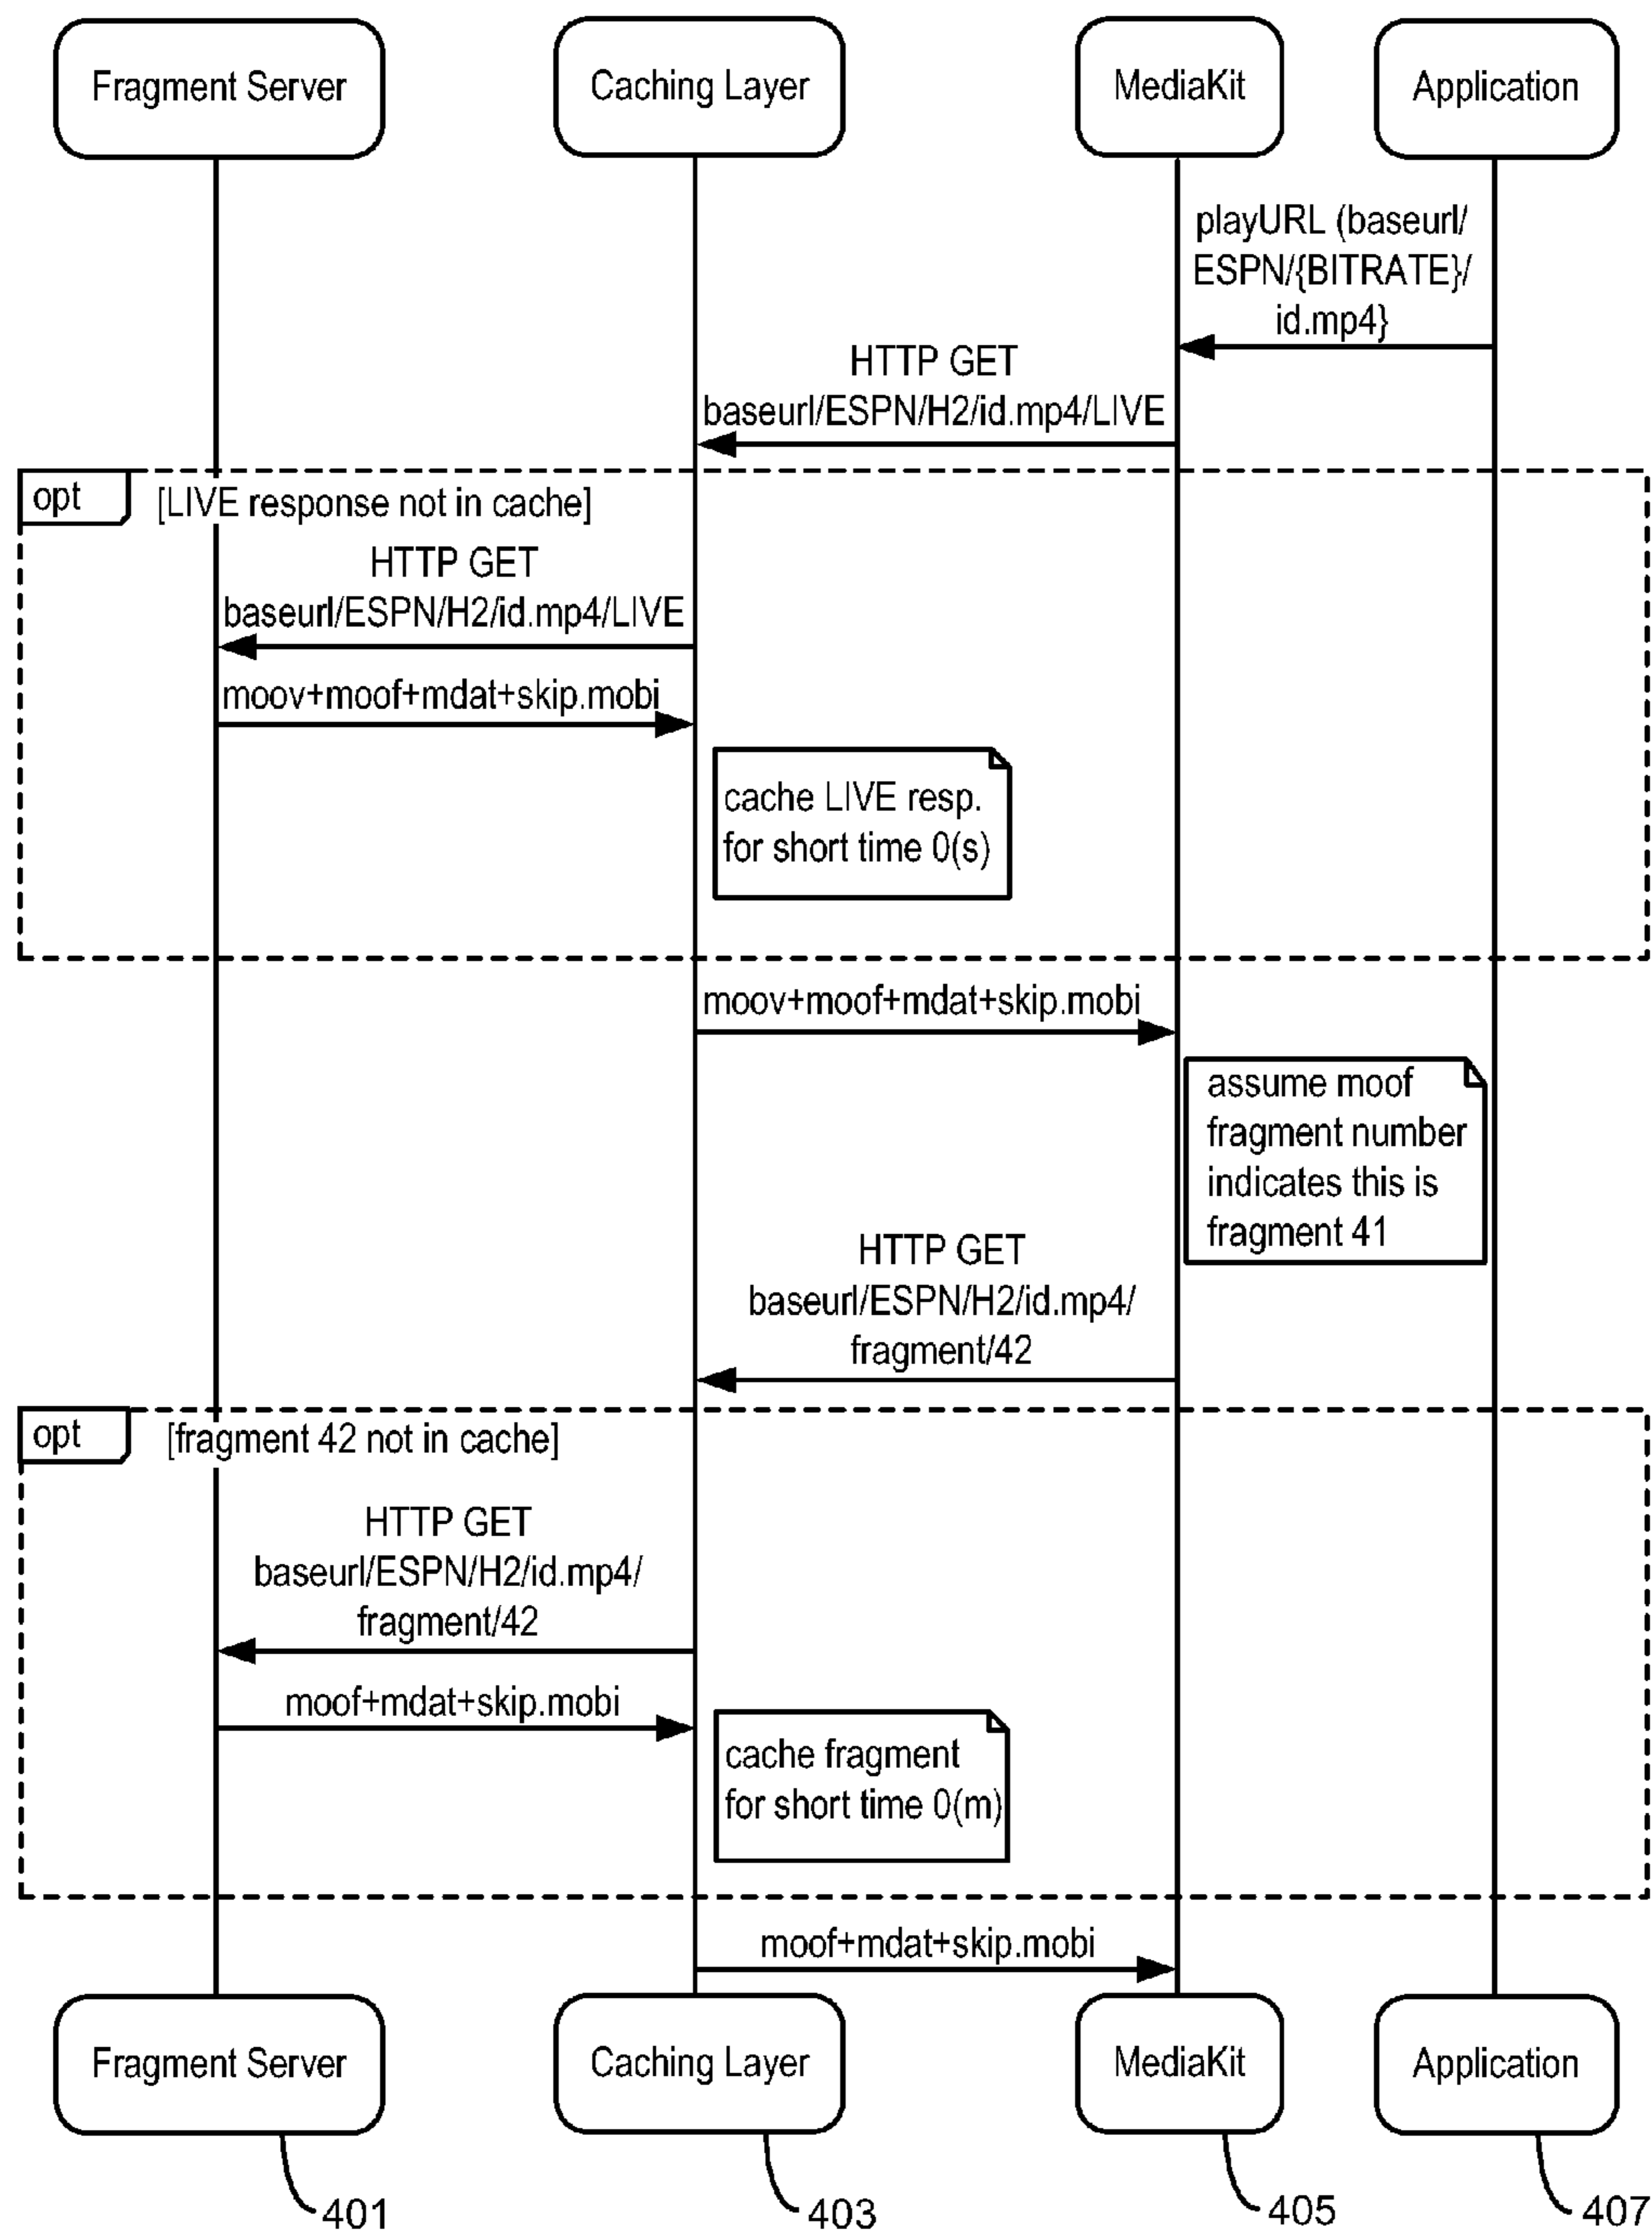 Fragment Server
Caching Layer
MediaKit
Application
playURL (baseurl/
ESPN/{BITRATE}/
id.mp4}
HTTP GET
baseurl/ESPN/H2/id.mp4/LIVE
opt
[LIVE response not in cache]
HTTP GET
baseurl/ESPN/H2/id.mp4/LIVE
moov+moof+mdat+skip.mobi
cache LIVE resp.
for short time 0(s)
moov+moof+mdat+skip.mobi
assume moof
fragment number
indicates this is
fragment 41
HTTP GET
baseurl/ESPN/H2/id.mp4/
fragment/42
opt
[fragment 42 not in cache]
HTTP GET
baseurl/ESPN/H2/id.mp4/
fragment/42
moof+mdat+skip.mobi
cache fragment
for short time 0(m)
moof+mdat+skip.mobi
Fragment Server
Caching Layer
MediaKit
Application
401
403
405
407